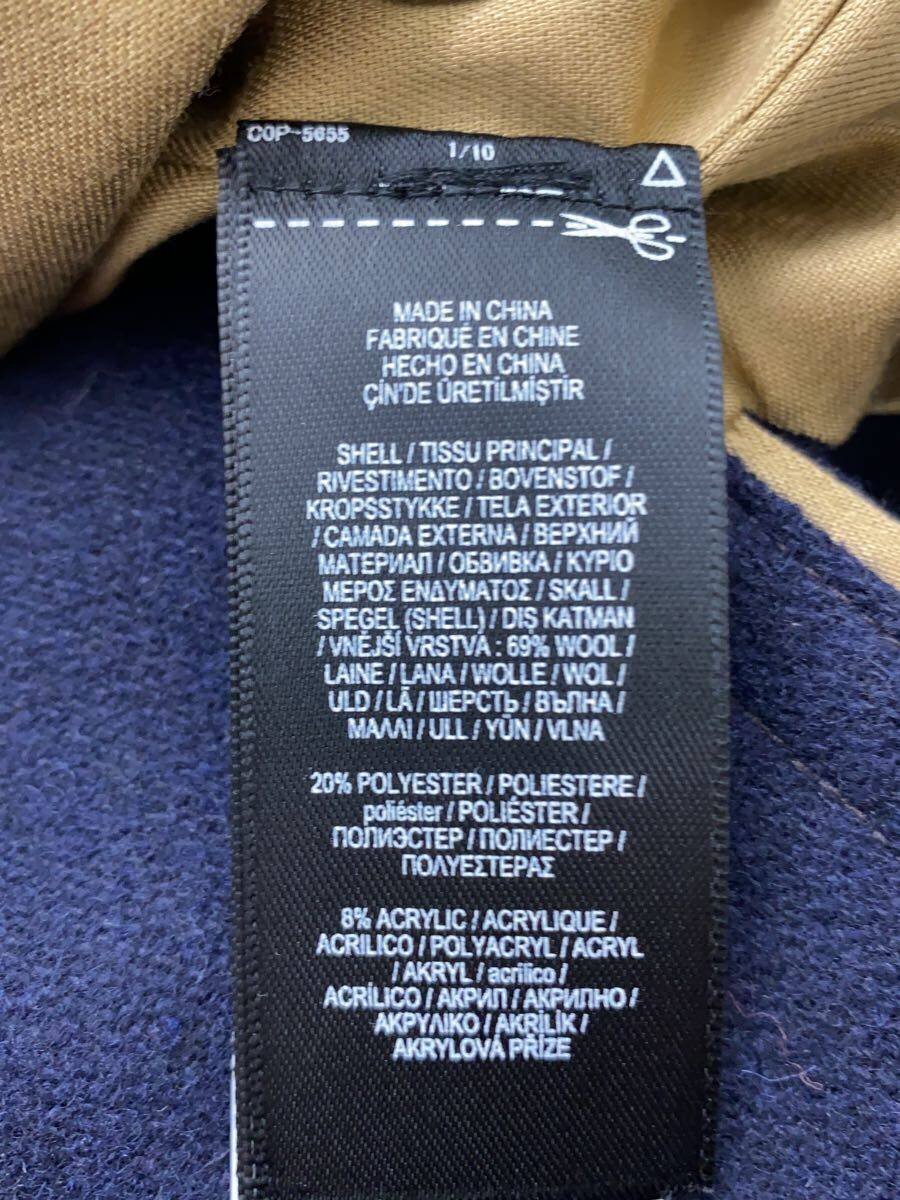 COP-5655
1/10
MADE IN CHINA
FABRIQUÉ EN CHINE
HECHO EN CHINA
ÇİN'DE ÜRETİLMİŞTİR
SHELL / TISSU PRINCIPAL /
RIVESTIMENTO / BOVENSTOF /
KROPSSTYKKE / TELA EXTERIOR
/ CAMADA EXTERNA / ВЕРХНИЙ
МАТЕРИАЛ / ОБВИВКА / ΚΥΡΙΟ
ΜΕΡΟΣ ΕΝΔΥΜΑΤΟΣ / SKALL /
SPEGEL (SHELL) / DIŞ KATMAN
/ VNĚJŠÍ VRSTVA : 69% WOOL /
LAINE / LANA / WOLLE / WOL /
ULD / LÃ / ШЕРСТЬ / ВЪЛНА /
ΜΑΛΛΙ / ULL / YÜN / VLNA
20% POLYESTER / POLIESTERE /
poliéster / POLIÉSTER /
ПОЛИЭСТЕР / ПОЛИЕСТЕР /
ΠΟΛΥΕΣΤΕΡΑΣ
8% ACRYLIC / ACRYLIQUE /
ACRILICO / POLYACRYL / ACRYL
/ AKRYL / acrílico /
ACRÍLICO / АКРИЛ / АКРИЛНО /
ΑΚΡΥΛΙΚΟ / AKRİLİK /
AKRYLOVÁ PŘÍZE